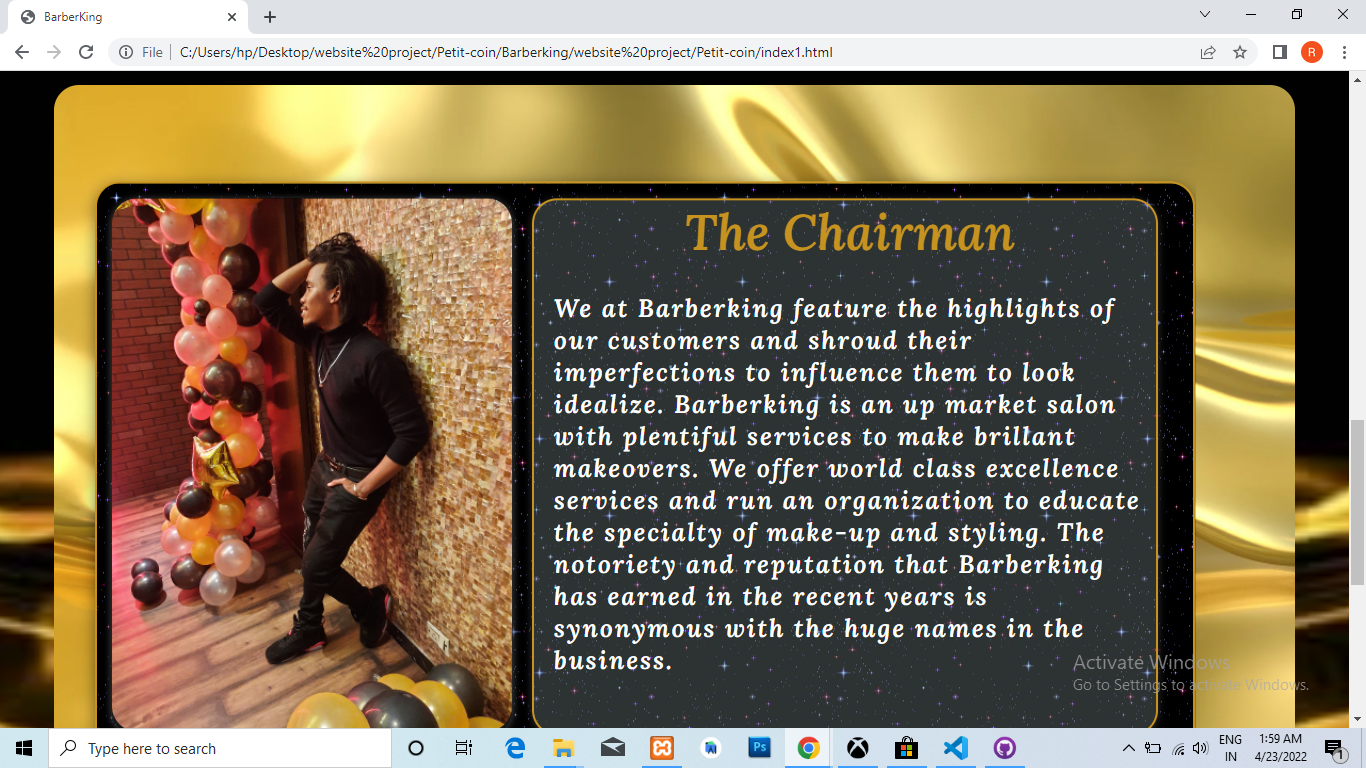 BarberKing
File
C:/Users/hp/Desktop/website%20project/Petit-coin/Barberking/website%20project/Petit-coin/index1.html
R
The Chairman
We at Barberking feature the highlights of
our customers and shroud their
imperfections to influence them to look
idealize. Barberking is an up market salon
with plentiful services to make brillant
makeovers. We offer world class excellence
services and run an organization to educate
the specialty of make-up and styling. The
notoriety and reputation that Barberking
has earned in the recent years is
synonymous with the huge names in the
business.
Activate Windows
Go to Settings to activate Windows.
Type here to search
Ps
ENG
IN
1:59 AM
4/23/2022
1